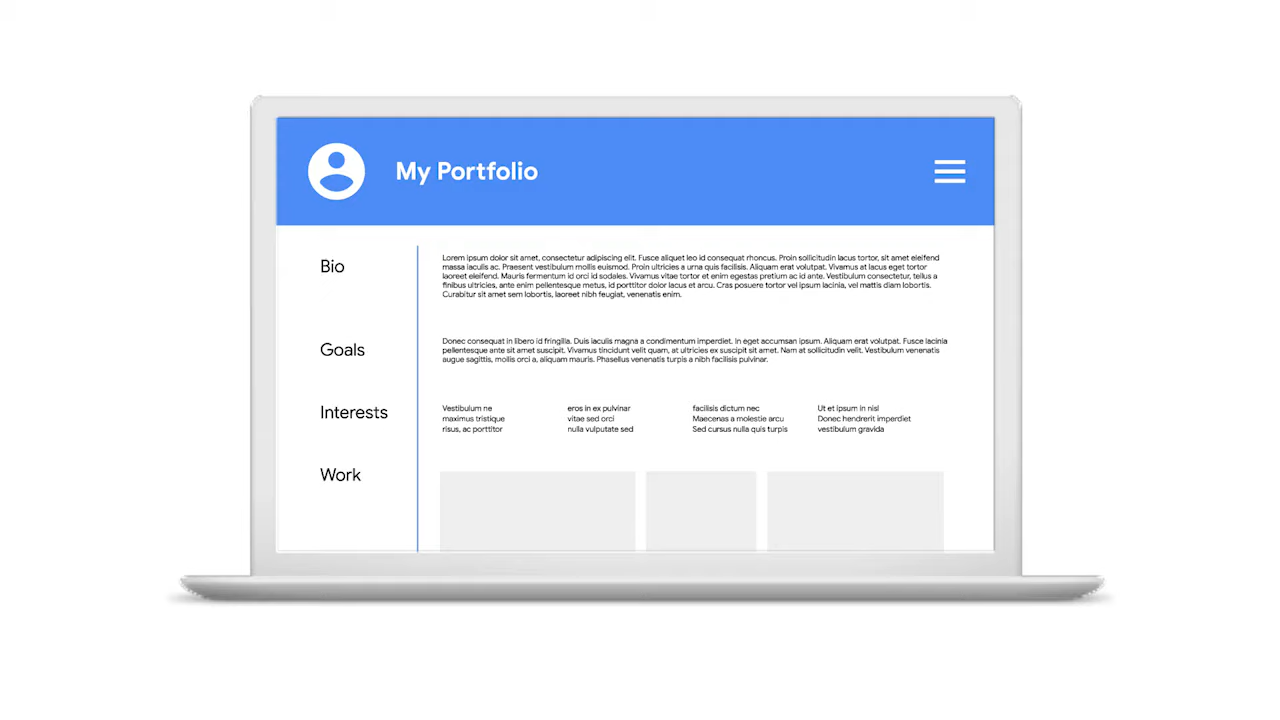 My Portfolio
Bio
Lorem ipsum dolor sit amet, consectetur adipiscing elit. Fusce aliquet leo id consequat rhoncus. Proin sollicitudin lacus tortor, sit amet eleifend
massa iaculis ac. Praesent vestibulum mollis euismod. Proin ultricies a urna quis facilisis. Aliquam erat volutpat. Vivamus at lacus eget tortor
laoreet eleifend. Mauris fermentum id orci id sodales. Vivamus vitae tortor et enim egestas pretium ac id ante. Vestibulum consectetur, tellus a
finibus ultricies, ante enim pellentesque metus, id porttitor dolor lacus et arcu. Cras posuere tortor vel ipsum lacinia, vel mattis diam lobortis.
Curabitur sit amet sem lobortis, laoreet nibh feugiat, venenatis enim.
Goals
Donec consequat in libero id fringilla. Duis iaculis magna a condimentum imperdiet. In eget accumsan ipsum. Aliquam erat volutpat. Fusce lacinia
pellentesque ante sit amet suscipit. Vivamus tincidunt velit quam, at ultricies ex suscipit sit amet. Nam at sollicitudin velit. Vestibulum venenatis
augue sagittis, mollis orci a, aliquam mauris. Phasellus venenatis turpis a nibh facilisis pulvinar.
Interests
Vestibulum ne
maximus tristique
risus, ac porttitor
eros in ex pulvinar
vitae sed orci
nulla vulputate sed
facilisis dictum nec
Maecenas a molestie arcu
Sed cursus nulla quis turpis
Ut et ipsum in nisl
Donec hendrerit imperdiet
vestibulum gravida
Work